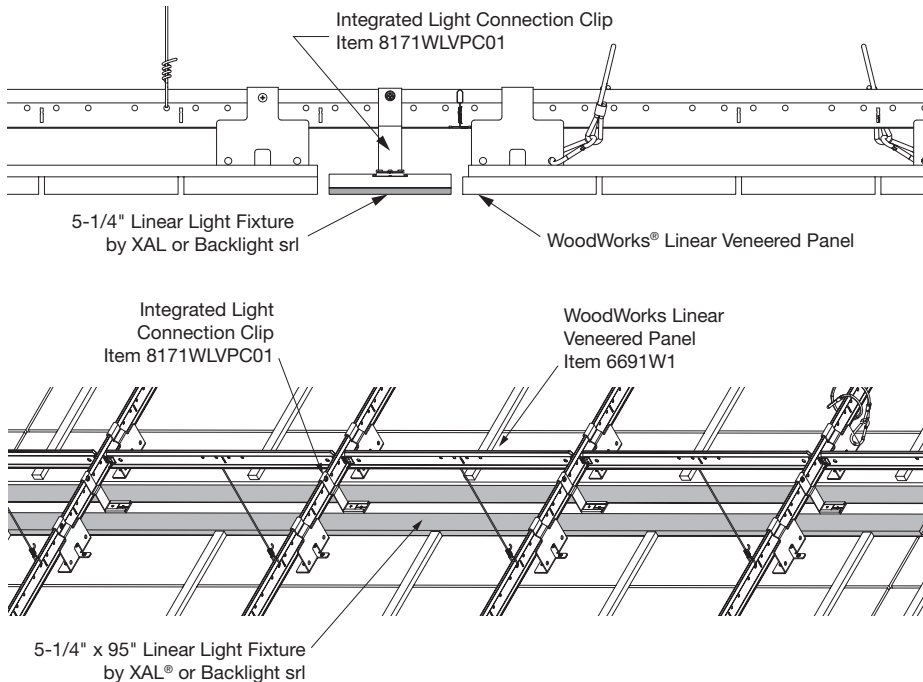 Integrated Light Connection Clip
Item 8171WLVPC01
5-1/4" Linear Light Fixture
by XAL or Backlight srl
WoodWorks® Linear Veneered Panel
Integrated Light
Connection Clip
Item 8171WLVPC01
WoodWorks Linear
Veneered Panel
Item 6691W1
5-1/4" x 95" Linear Light Fixture
by XAL® or Backlight srl